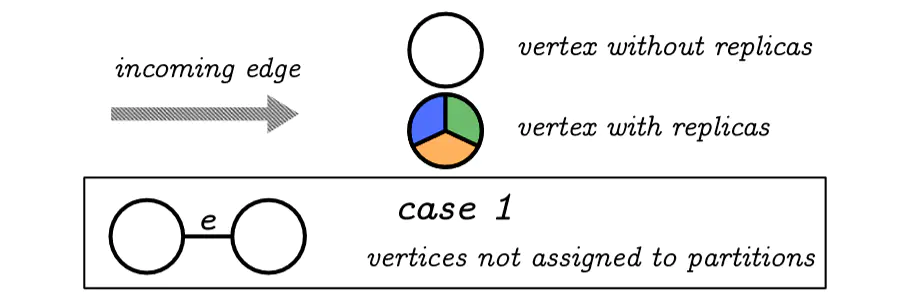 vertex without replicas
incoming edge
vertex with replicas
case 1
e
vertices not assigned to partitions